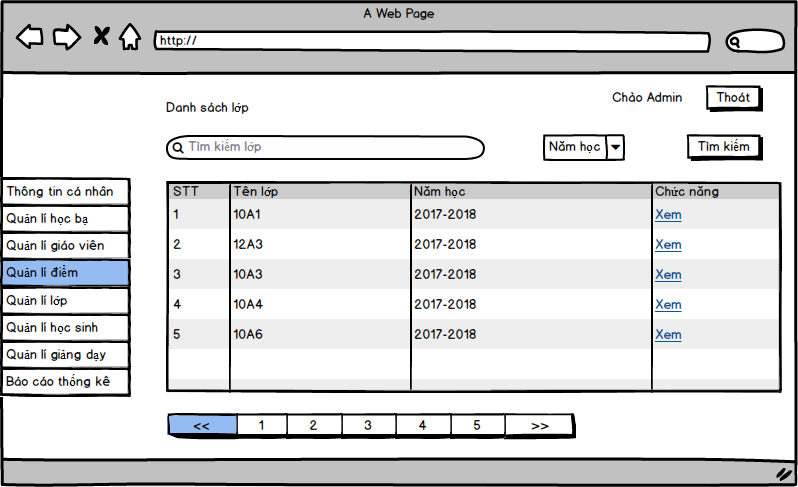 A Web Page
http://
Chào Admin
Thoát
Danh sách lớp
Tìm kiếm lớp
Năm học
Tìm kiếm
Thông tin cá nhân
Quản lí học bạ
Quản lí giáo viên
Quản lí điểm
Quản lí lớp
Quản lí học sinh
Quản lí giảng dạy
Báo cáo thống kê
STT Tên lớp Năm học Chức năng
1 10A1 2017-2018 Xem
2 12A3 2017-2018 Xem
3 10A3 2017-2018 Xem
4 10A4 2017-2018 Xem
5 10A6 2017-2018 Xem
<< 1 2 3 4 5 >>